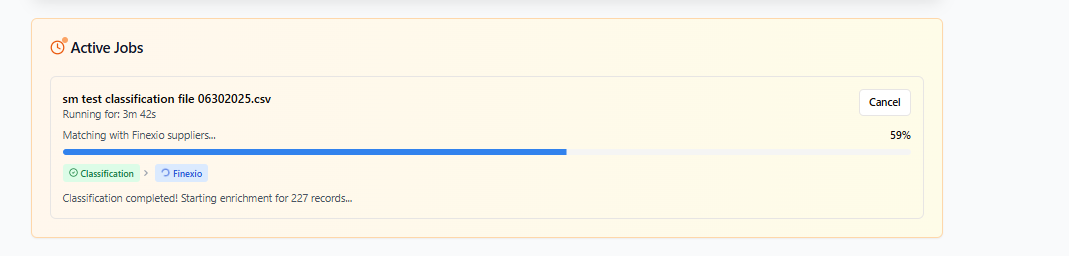 Active Jobs
sm test classification file 06302025.csv
Cancel
Running for: 3m 42s
Matching with Finexio suppliers...
59%
Classification > Finexio
Classification completed! Starting enrichment for 227 records...